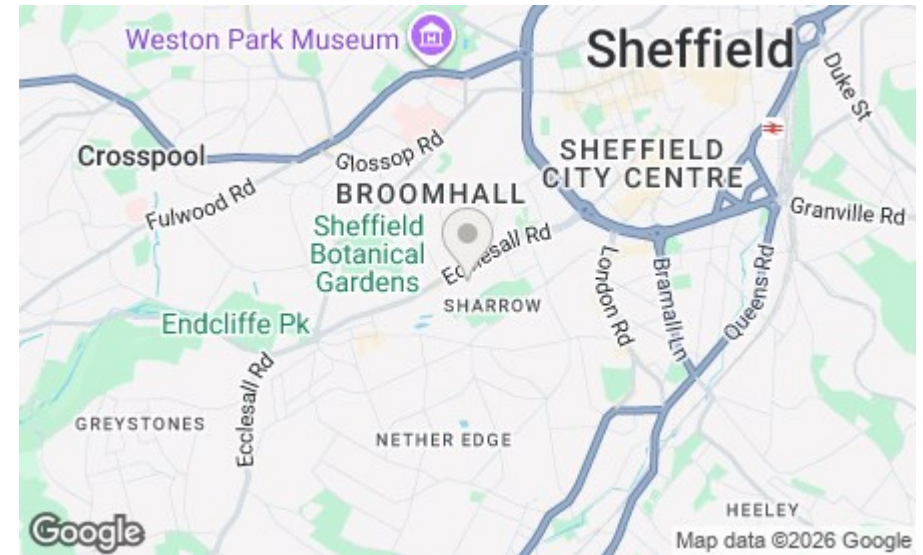 Weston Park Museum
Sheffield
Duke St
Crosspool
Glossop Rd
SHEFFIELD
CITY CENTRE
Fulwood Rd
BROOMHALL
Granville Rd
Sheffield
Botanical
Gardens
Ecclesall Rd
SHARROW
London Rd
Bramall Ln
Queens Rd
Endcliffe Pk
Ecclesall Rd
GREYSTONES
NETHER EDGE
HEELEY
Google
Map data ©2026 Google